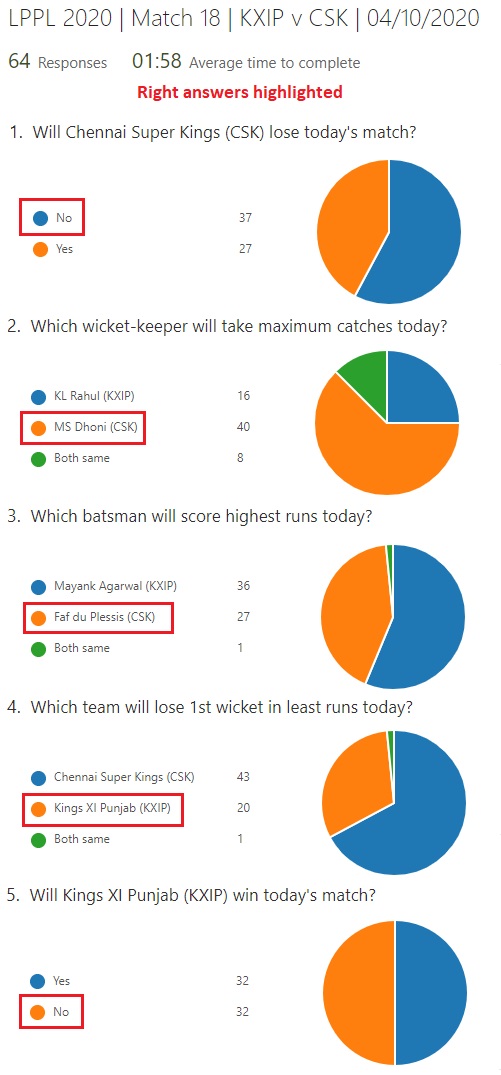 LPPL 2020 | Match 18 | KXIP v CSK | 04/10/2020
64 Responses 01:58 Average time to complete
Right answers highlighted
1. Will Chennai Super Kings (CSK) lose today's match?
No 37
Yes 27
2. Which wicket-keeper will take maximum catches today?
KL Rahul (KXIP) 16
MS Dhoni (CSK) 40
Both same 8
3. Which batsman will score highest runs today?
Mayank Agarwal (KXIP) 36
Faf du Plessis (CSK) 27
Both same 1
4. Which team will lose 1st wicket in least runs today?
Chennai Super Kings (CSK) 43
Kings XI Punjab (KXIP) 20
Both same 1
5. Will Kings XI Punjab (KXIP) win today's match?
Yes 32
No 32